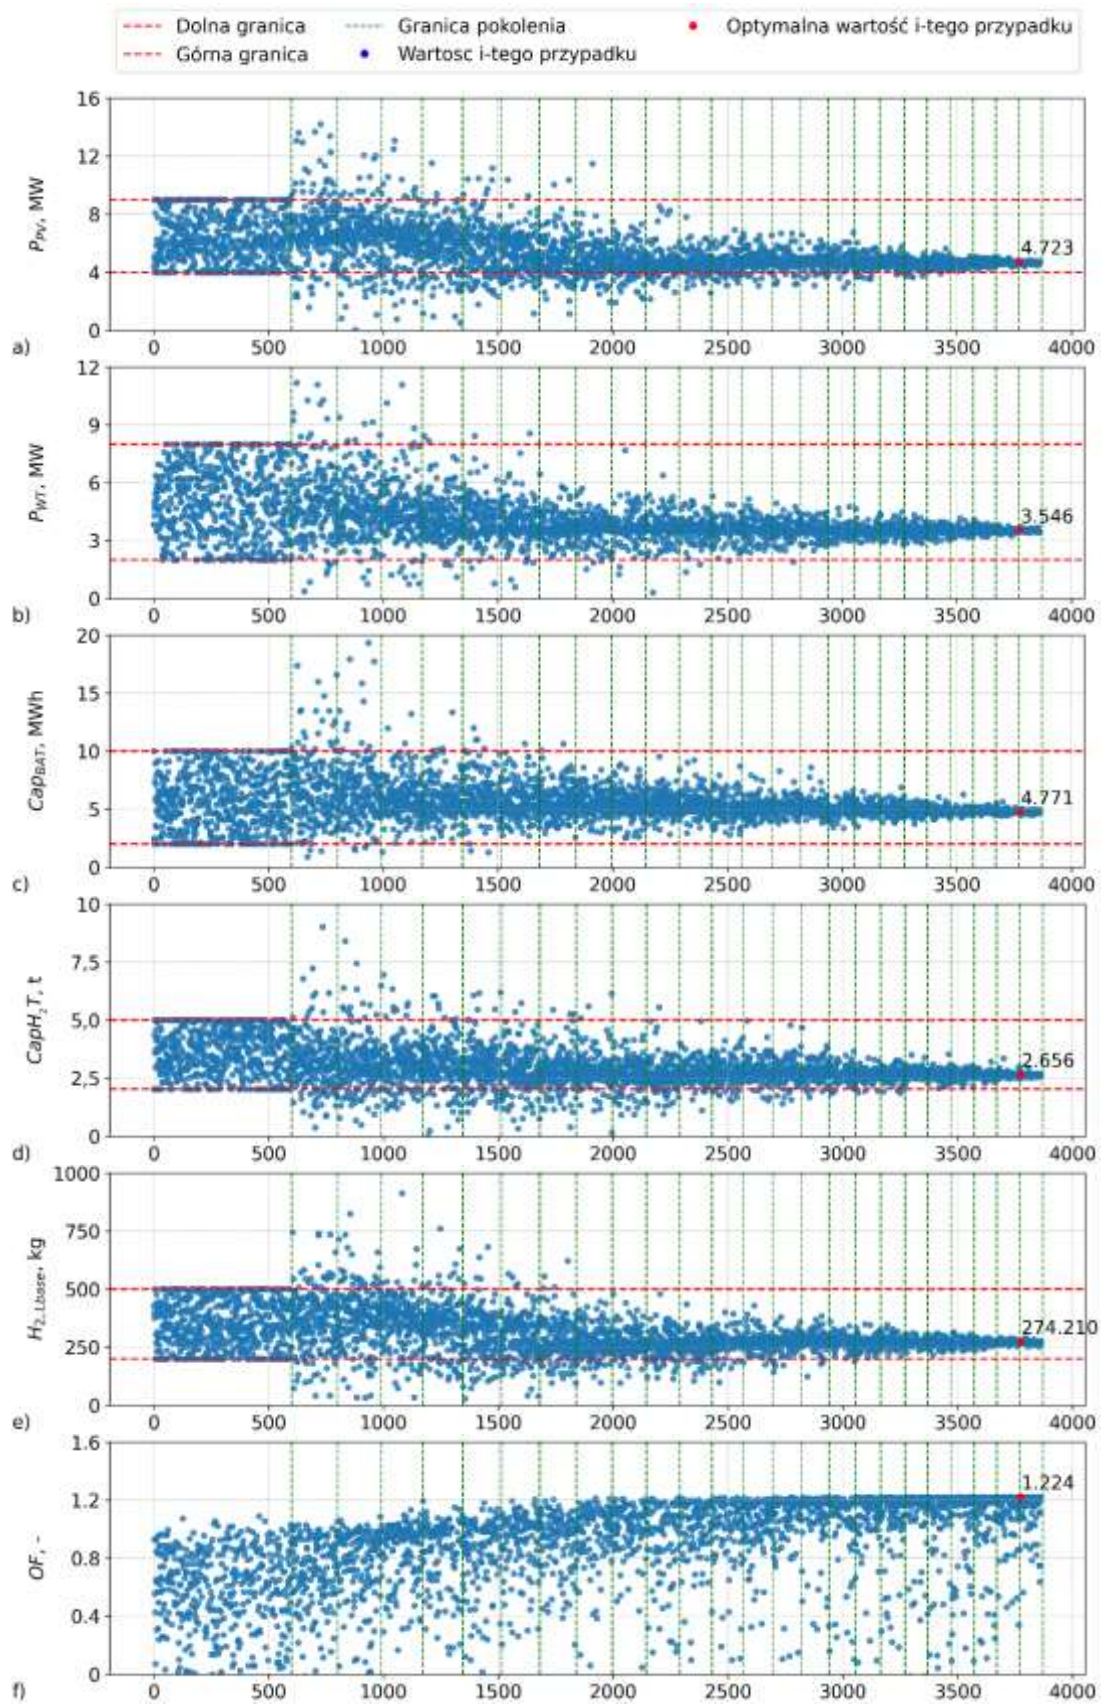 Dolna granica
Granica pokolenia
Optymalna wartość i-tego przypadku
Górna granica
Wartosc i-tego przypadku
16
12
8
4
0
P_PV, MW
4.723
a)
0 500 1000 1500 2000 2500 3000 3500 4000
12
9
6
3
0
P_WT, MW
3.546
b)
0 500 1000 1500 2000 2500 3000 3500 4000
20
15
10
5
0
Cap_BAT, MWh
4.771
c)
0 500 1000 1500 2000 2500 3000 3500 4000
10
7,5
5,0
2,5
0
CapH₂T, t
2.656
d)
0 500 1000 1500 2000 2500 3000 3500 4000
1000
750
500
250
0
H_2,Lbase, kg
274.210
e)
0 500 1000 1500 2000 2500 3000 3500 4000
1.6
1.2
0.8
0.4
0
OF, -
1.224
f)
0 500 1000 1500 2000 2500 3000 3500 4000